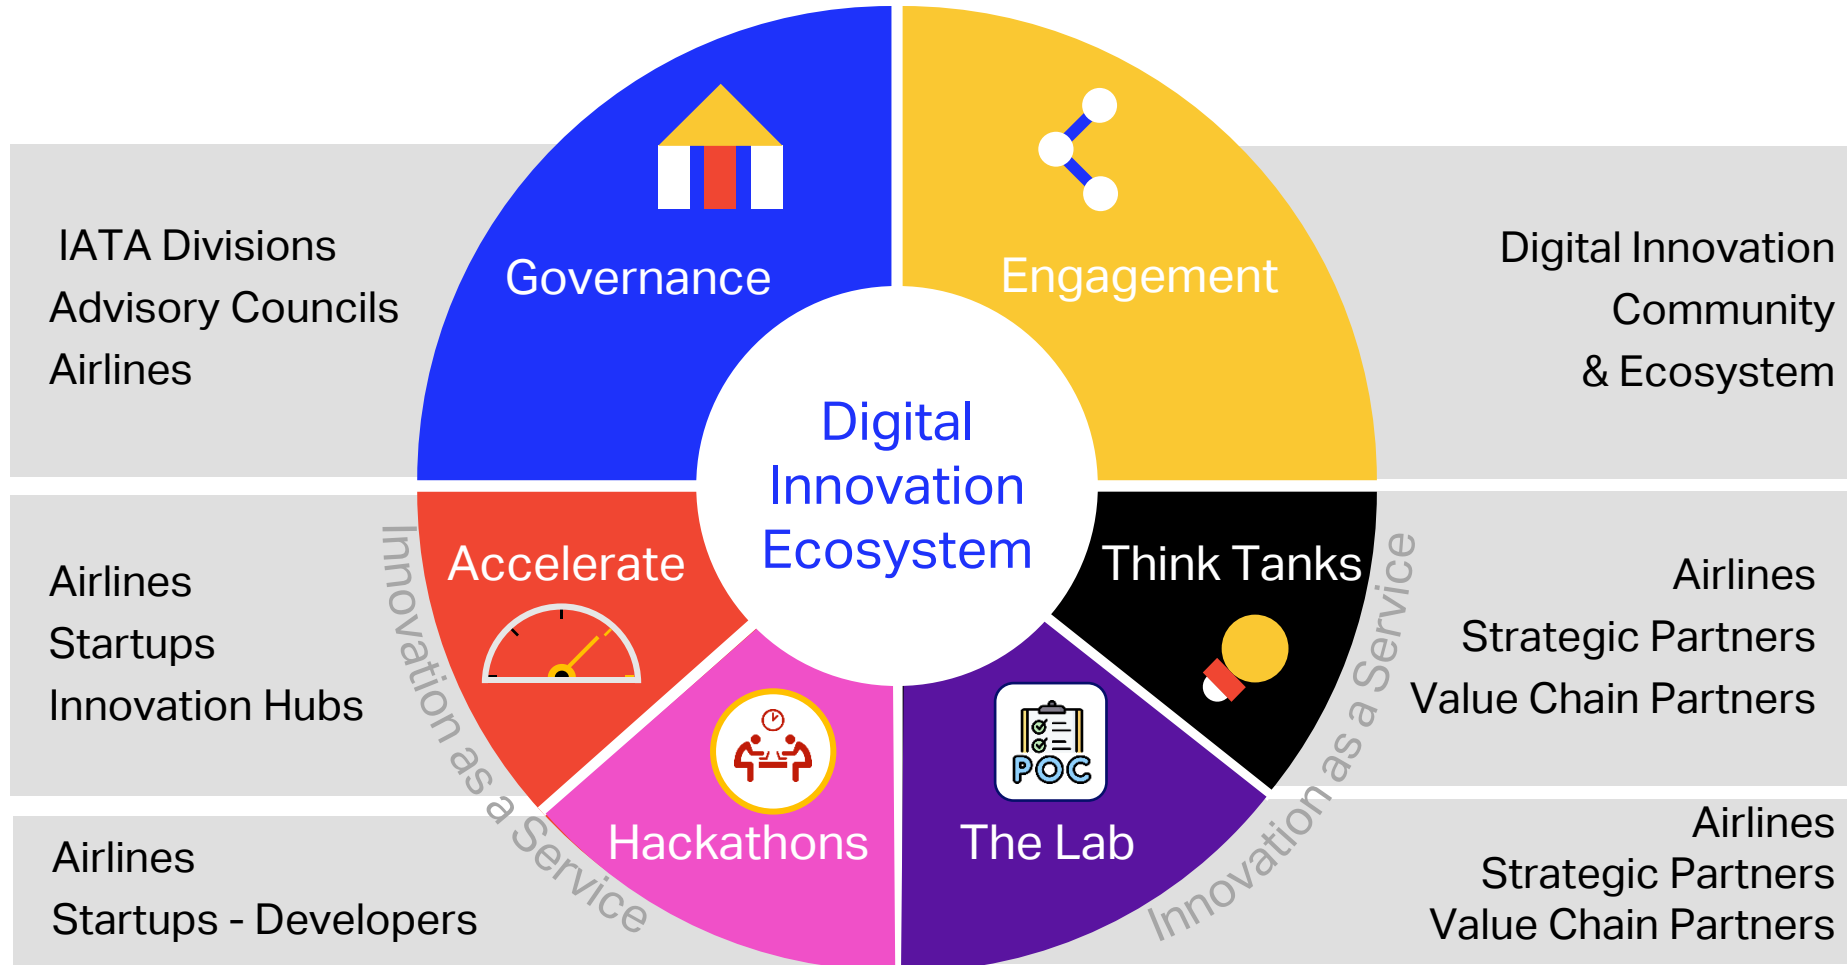 Governance
Engagement
IATA Divisions
Advisory Councils
Airlines
Digital Innovation
Community
& Ecosystem
Digital
Innovation
Ecosystem
Accelerate
Think Tanks
Airlines
Startups
Innovation Hubs
Innovation as a Service
Airlines
Strategic Partners
Value Chain Partners
Innovation as a Service
POC
Hackathons
The Lab
Airlines
Startups - Developers
Airlines
Strategic Partners
Value Chain Partners